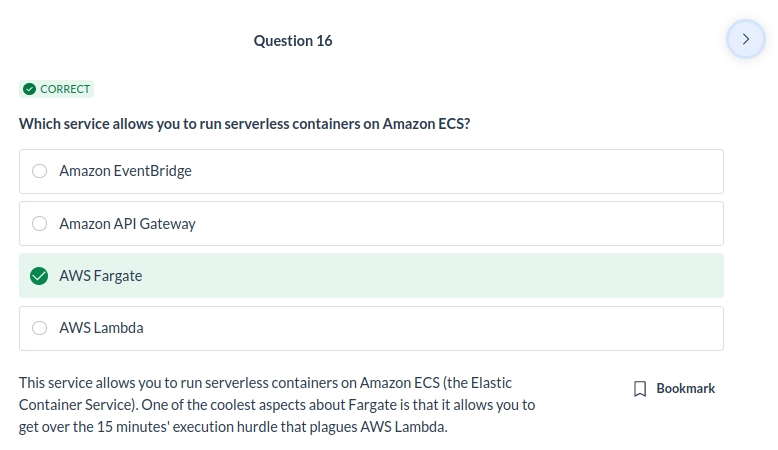 Question 16
CORRECT
Which service allows you to run serverless containers on Amazon ECS?
Amazon EventBridge
Amazon API Gateway
AWS Fargate
AWS Lambda
This service allows you to run serverless containers on Amazon ECS (the Elastic
Container Service). One of the coolest aspects about Fargate is that it allows you to
get over the 15 minutes' execution hurdle that plagues AWS Lambda.
Bookmark